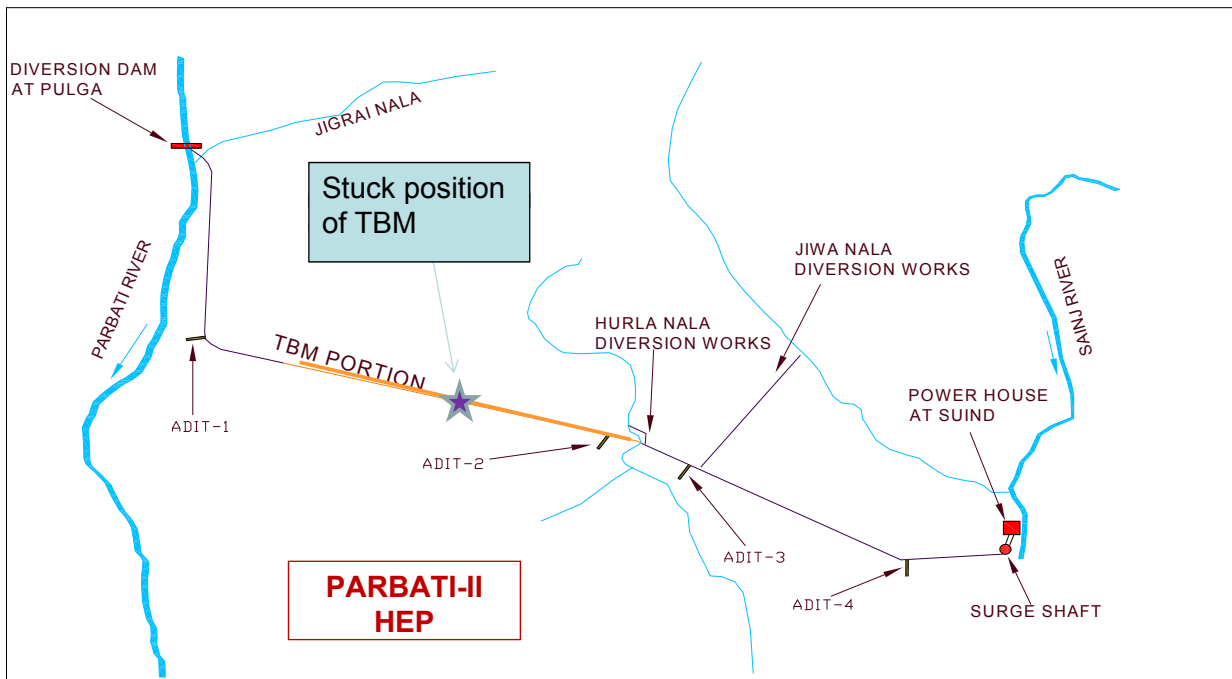 DIVERSION DAM
AT PULGA
JIGRAI NALA
Stuck position
of TBM
PARBATI RIVER
JIWA NALA
DIVERSION WORKS
SAINJ RIVER
HURLA NALA
DIVERSION WORKS
TBM PORTION
POWER HOUSE
AT SUIND
ADIT-1
ADIT-2
ADIT-3
ADIT-4
SURGE SHAFT
PARBATI-II
HEP